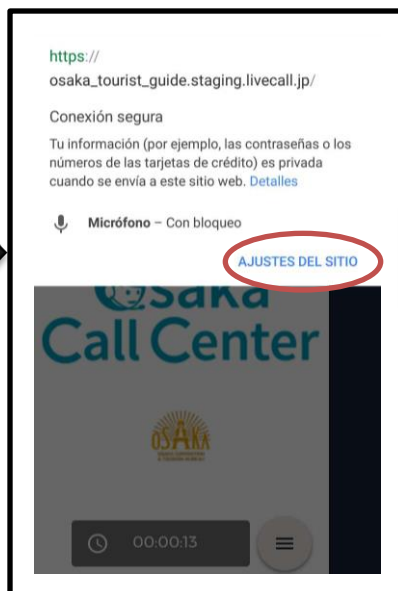 https://
osaka_tourist_guide.staging.livecall.jp/
Conexión segura
Tu información (por ejemplo, las contraseñas o los
números de las tarjetas de crédito) es privada
cuando se envía a este sitio web. Detalles
Micrófono – Con bloqueo
AJUSTES DEL SITIO
Osaka
Call Center
OSAKA
00:00:13